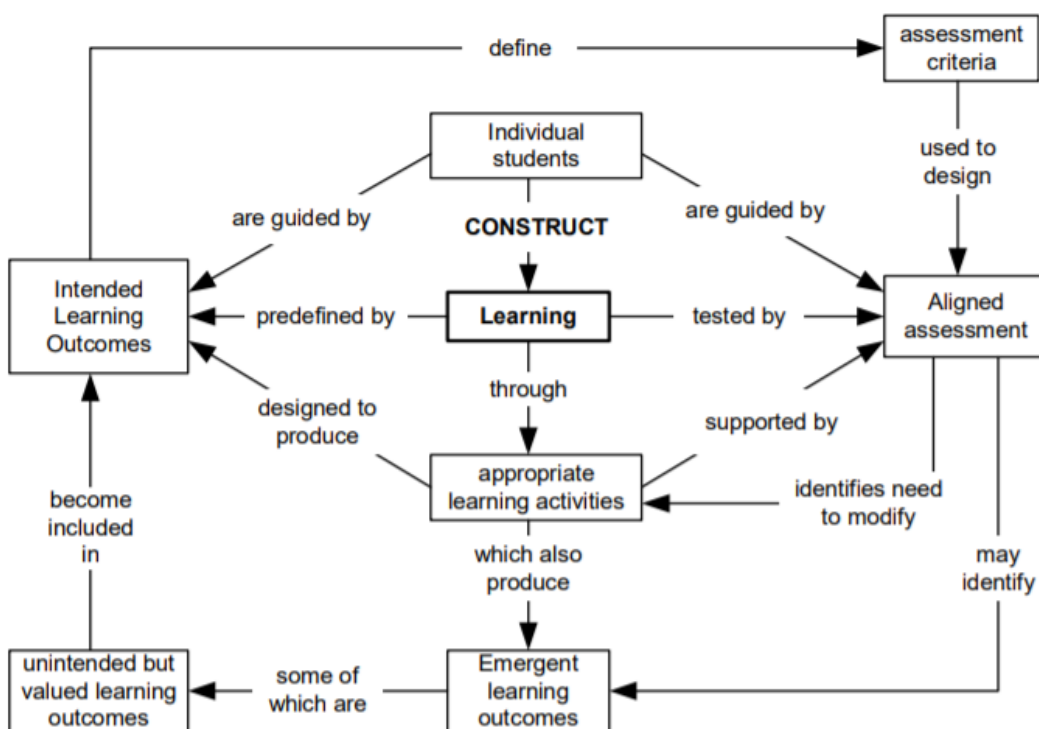 define
assessment
criteria
Individual
students
used to
design
are guided by
CONSTRUCT
are guided by
Intended
Learning
Outcomes
predefined by
Learning
tested by
Aligned
assessment
designed to
produce
through
supported by
appropriate
learning activities
identifies need
to modify
become
included
in
which also
produce
may
identify
unintended but
valued learning
outcomes
some of
which are
Emergent
learning
outcomes